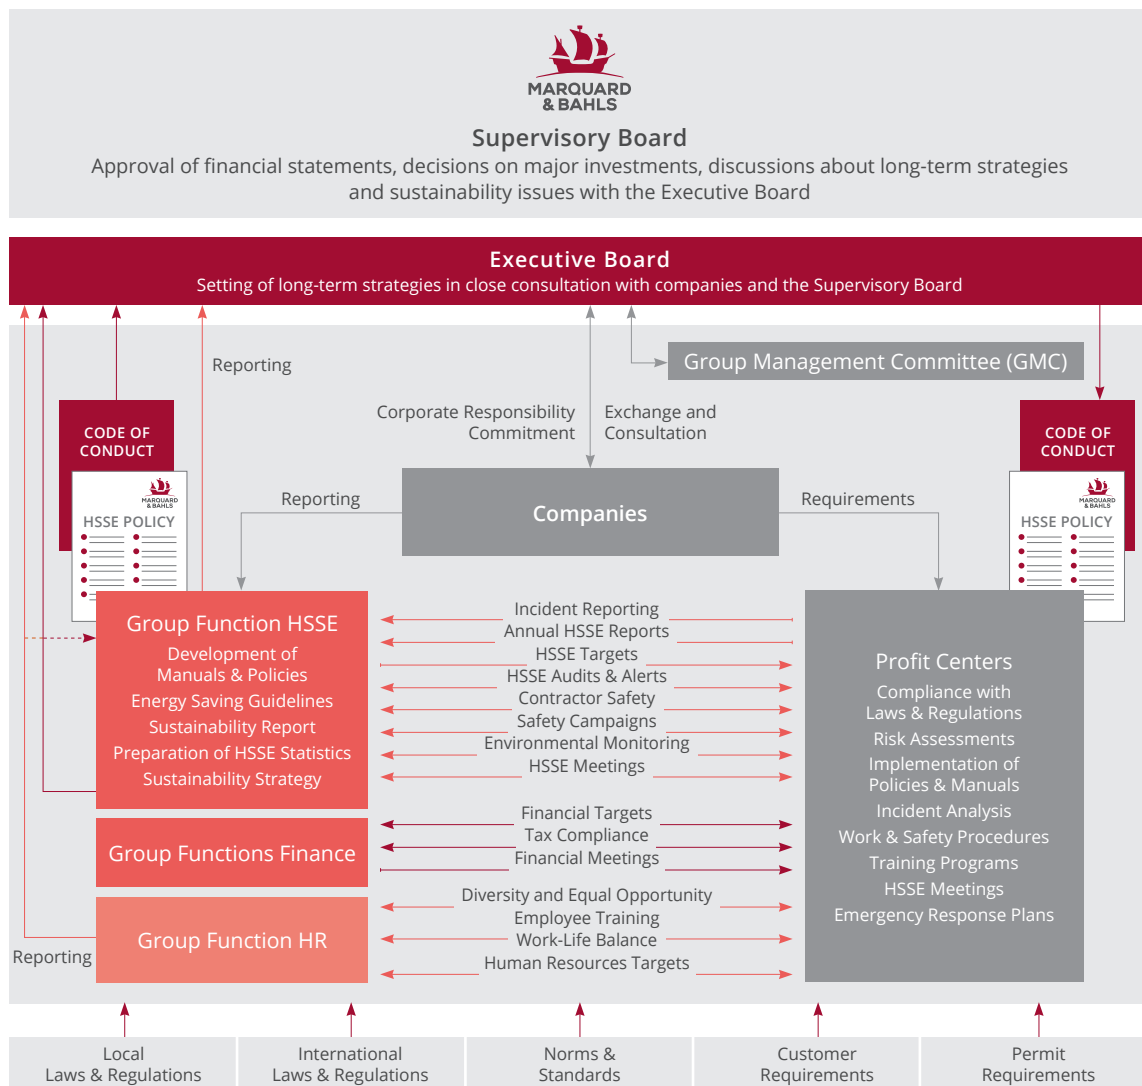 MARQUARD
& BAHLS
Supervisory Board
Approval of financial statements, decisions on major investments, discussions about long-term strategies
and sustainability issues with the Executive Board
Executive Board
Setting of long-term strategies in close consultation with companies and the Supervisory Board
Reporting
Group Management Committee (GMC)
Corporate Responsibility
Commitment
Exchange and
Consultation
CODE OF
CONDUCT
MARQUARD
& BAHLS
HSSE POLICY
CODE OF
CONDUCT
MARQUARD
& BAHLS
HSSE POLICY
Reporting
Companies
Requirements
Group Function HSSE
Development of
Manuals & Policies
Energy Saving Guidelines
Sustainability Report
Preparation of HSSE Statistics
Sustainability Strategy
Incident Reporting
Annual HSSE Reports
HSSE Targets
HSSE Audits & Alerts
Contractor Safety
Safety Campaigns
Environmental Monitoring
HSSE Meetings
Profit Centers
Compliance with
Laws & Regulations
Risk Assessments
Implementation of
Policies & Manuals
Incident Analysis
Work & Safety Procedures
Training Programs
HSSE Meetings
Emergency Response Plans
Group Functions Finance
Financial Targets
Tax Compliance
Financial Meetings
Group Function HR
Reporting
Diversity and Equal Opportunity
Employee Training
Work-Life Balance
Human Resources Targets
Local
Laws & Regulations
International
Laws & Regulations
Norms &
Standards
Customer
Requirements
Permit
Requirements